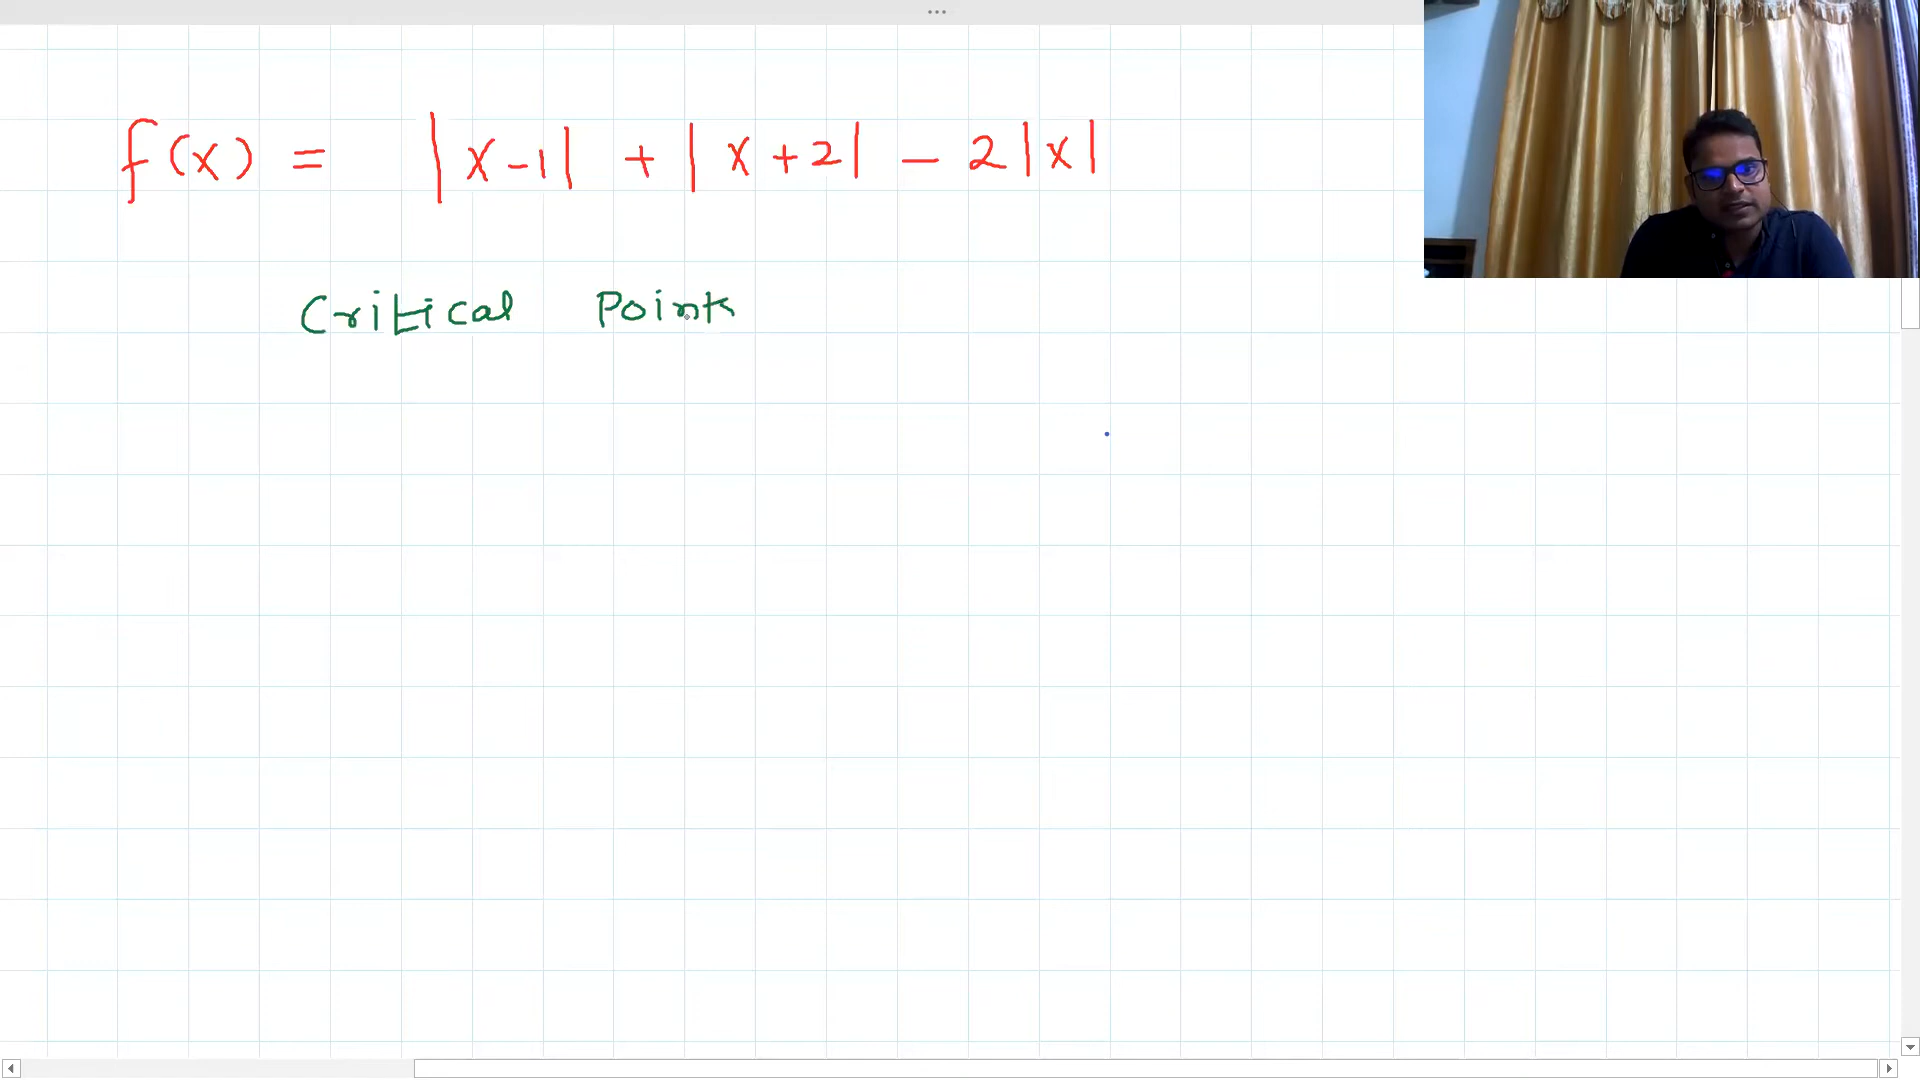 f(x) = |x-1| + |x+2| - 2|x|
Critical Points